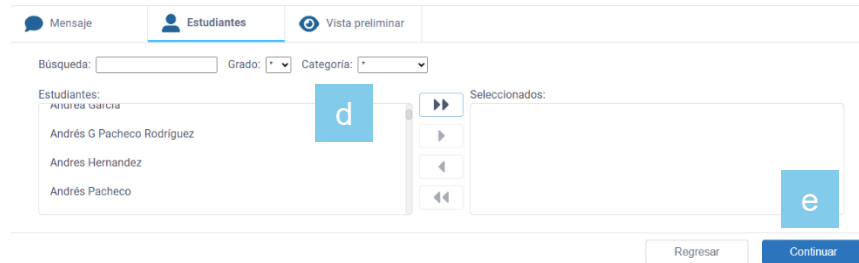 Mensaje Estudiantes Vista preliminar
Búsqueda: Grado: * Categoría: *
Estudiantes: Seleccionados:
Andrea García
Andrés G Pacheco Rodríguez
Andres Hernandez
Andrés Pacheco
d
e
Regresar Continuar